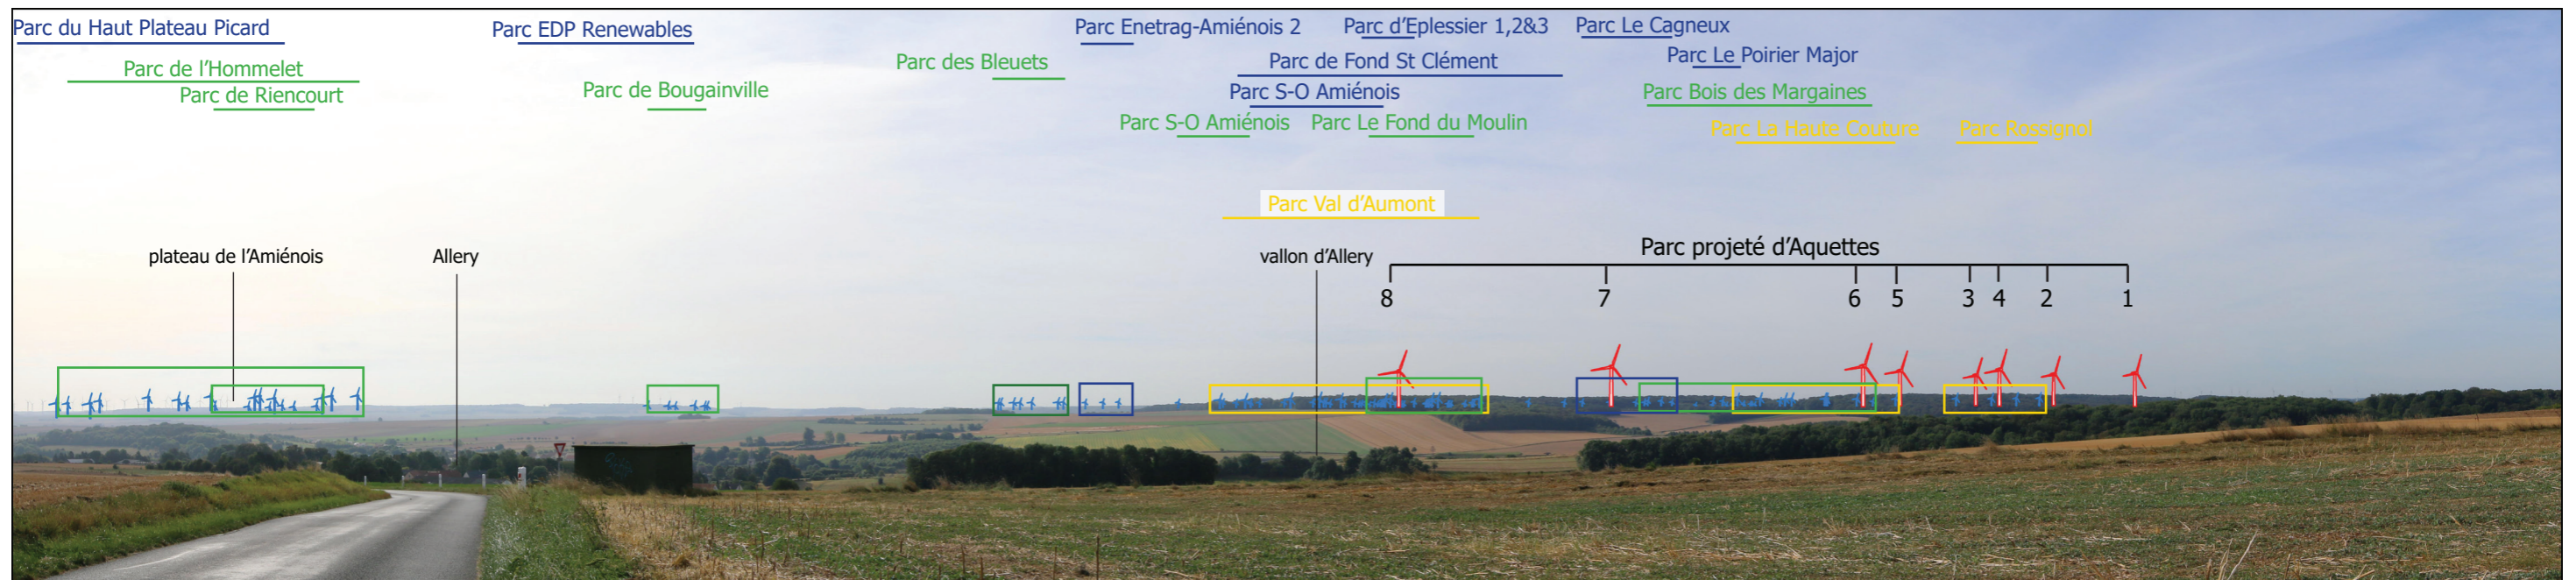 Parc du Haut Plateau Picard
Parc EDP Renewables
Parc Enetrag-Amiénois 2
Parc d'Eplessier 1,2&3
Parc Le Cagneux
Parc de l'Hommelet
Parc des Bleuets
Parc de Fond St Clément
Parc Le Poirier Major
Parc de Riencourt
Parc de Bougainville
Parc S-O Amiénois
Parc Bois des Margaines
Parc S-O Amiénois
Parc Le Fond du Moulin
Parc La Haute Couture
Parc Rossignol
Parc Val d'Aumont
plateau de l'Amiénois
Allery
vallon d'Allery
Parc projeté d'Aquettes
8
7
6
5
3
4
2
1